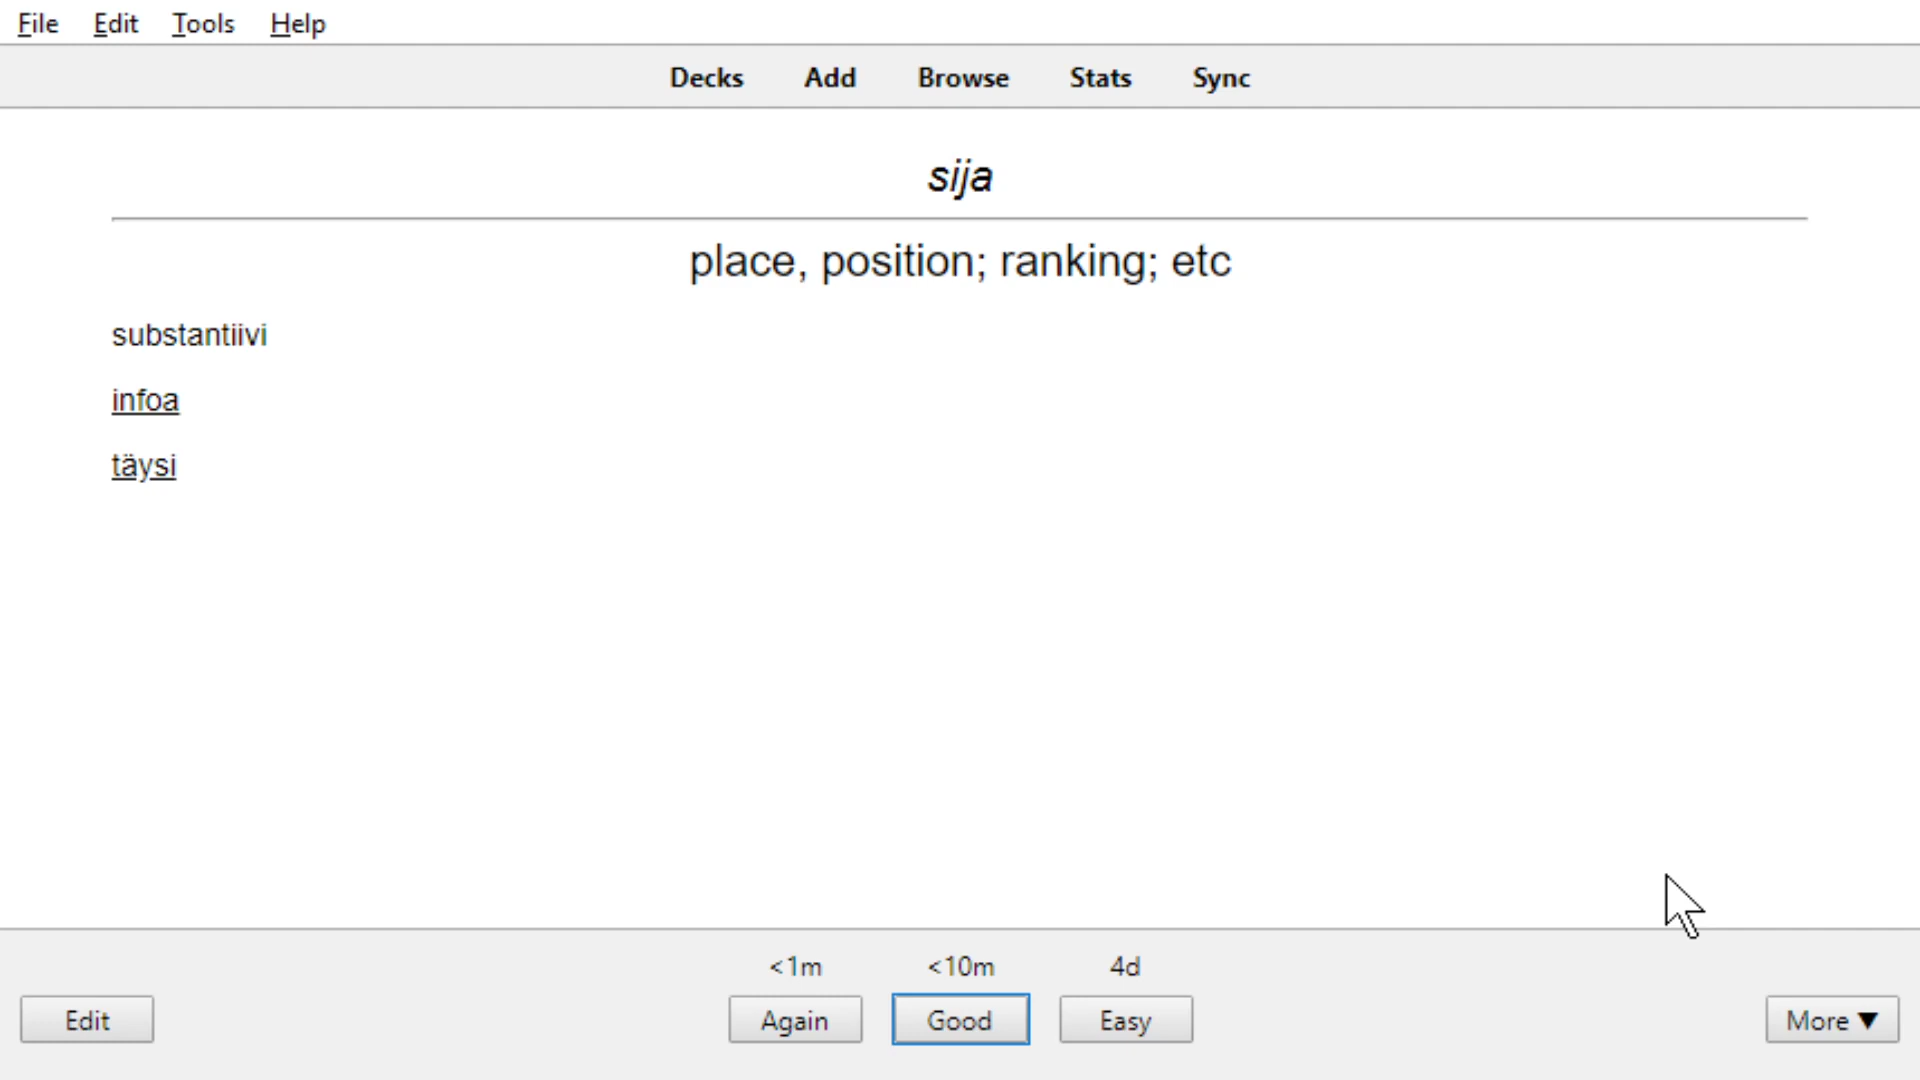 File Edit Tools Help
Decks Add Browse Stats Sync
sija
place, position; ranking; etc
substantiivi
infoa
täysi
<1m <10m 4d
Edit Again Good Easy More ▼